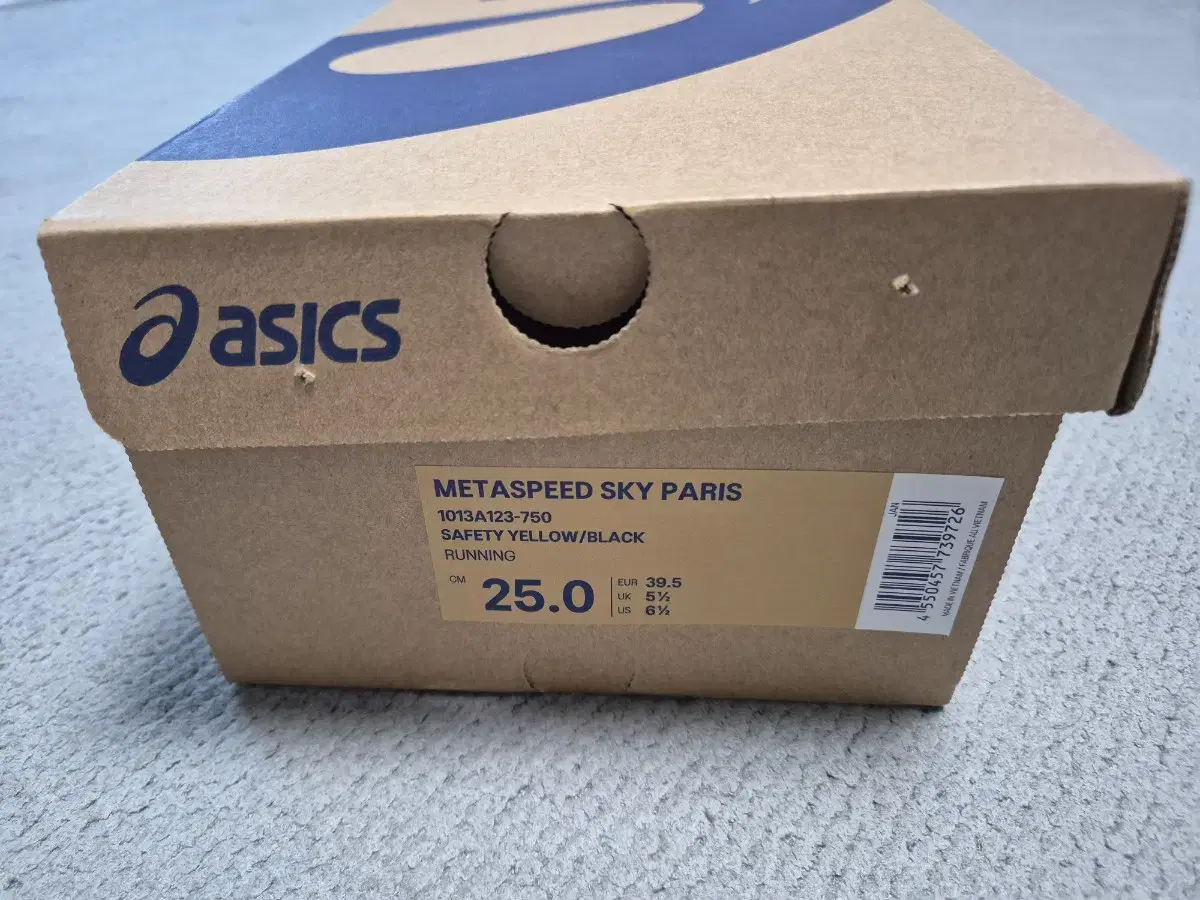 asics
METASPEED SKY PARIS
1013A123-750
SAFETY YELLOW/BLACK
RUNNING
CM 25.0
EUR 39.5
UK 5½
US 6½
JAN
4 550457 739726
MADE IN VIETNAM / FABRIQUÉ AU VIETNAM